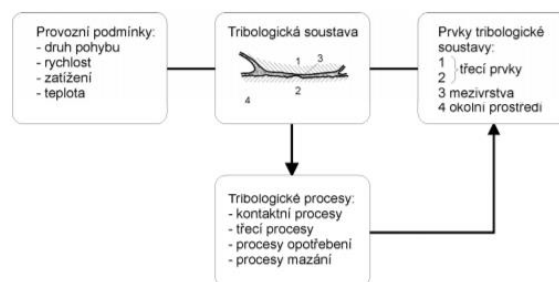 Provozní podmínky:
- druh pohybu
- rychlost
- zatížení
- teplota
Tribologická soustava
1
3
2
4
Prvky tribologické
soustavy:
1
2
třecí prvky
3 mezivrstva
4 okolní prostředí
Tribologické procesy:
- kontaktní procesy
- třecí procesy
- procesy opotřebení
- procesy mazání